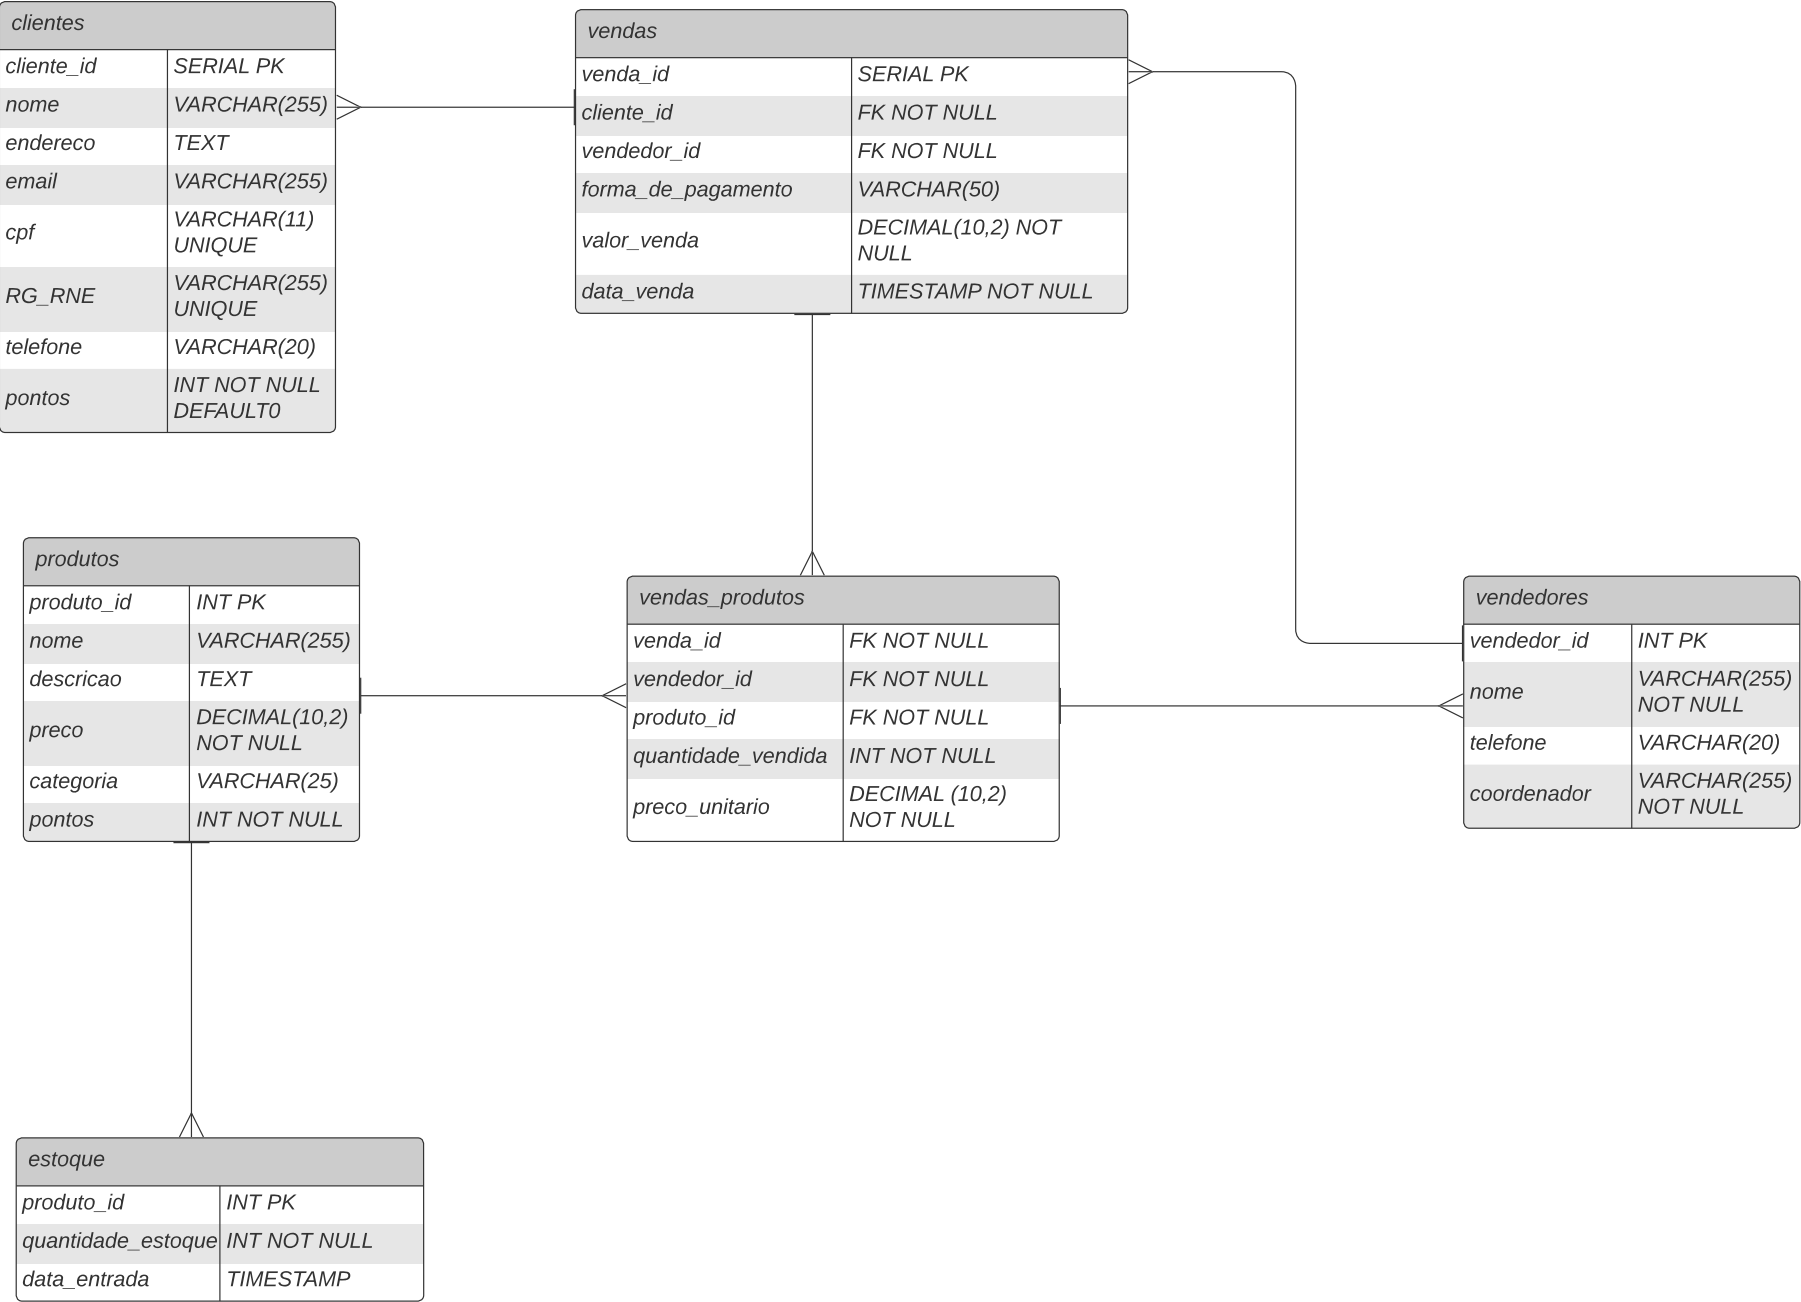 clientes
cliente_id SERIAL PK
nome VARCHAR(255)
endereco TEXT
email VARCHAR(255)
cpf VARCHAR(11)
UNIQUE
RG_RNE VARCHAR(255)
UNIQUE
telefone VARCHAR(20)
pontos INT NOT NULL
DEFAULT0
vendas
venda_id SERIAL PK
cliente_id FK NOT NULL
vendedor_id FK NOT NULL
forma_de_pagamento VARCHAR(50)
valor_venda DECIMAL(10,2) NOT
NULL
data_venda TIMESTAMP NOT NULL
produtos
produto_id INT PK
nome VARCHAR(255)
descricao TEXT
preco DECIMAL(10,2)
NOT NULL
categoria VARCHAR(25)
pontos INT NOT NULL
vendas_produtos
venda_id FK NOT NULL
vendedor_id FK NOT NULL
produto_id FK NOT NULL
quantidade_vendida INT NOT NULL
preco_unitario DECIMAL (10,2)
NOT NULL
vendedores
vendedor_id INT PK
nome VARCHAR(255)
NOT NULL
telefone VARCHAR(20)
coordenador VARCHAR(255)
NOT NULL
estoque
produto_id INT PK
quantidade_estoque INT NOT NULL
data_entrada TIMESTAMP